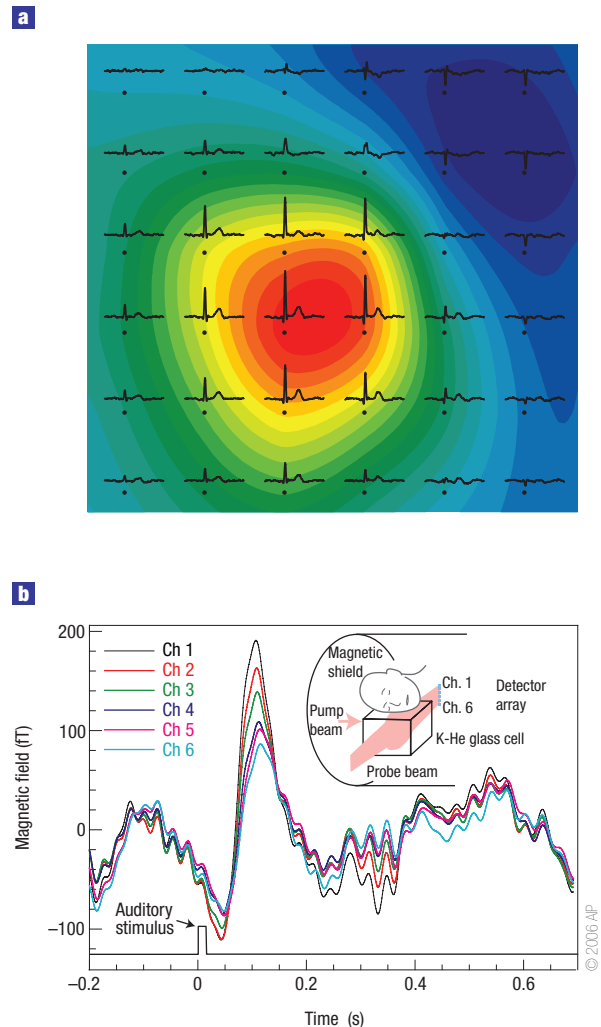 a
b
200
100
0
−100
Magnetic field (fT)
Ch 1
Ch 2
Ch 3
Ch 4
Ch 5
Ch 6
Magnetic
shield
Pump
beam
Ch. 1
Ch. 6
Detector
array
K-He glass cell
Probe beam
Auditory
stimulus
−0.2
0
0.2
0.4
0.6
Time (s)
© 2006 AIP